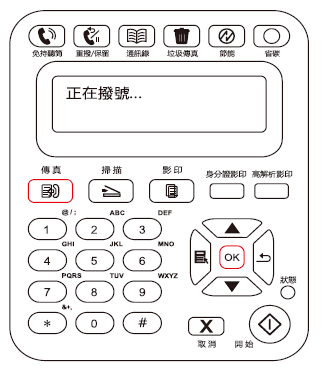 免持聽筒 重撥/保留 通訊錄 垃圾傳真 節能 省碳
正在撥號...
傳真 掃描 影印 身分證影印 高解析影印
@/: ABC DEF
1 2 3
GHI JKL MNO
4 5 6
OK
PQRS TUV WXYZ
7 8 9
狀態
&+,
* 0 #
X
取消 開始